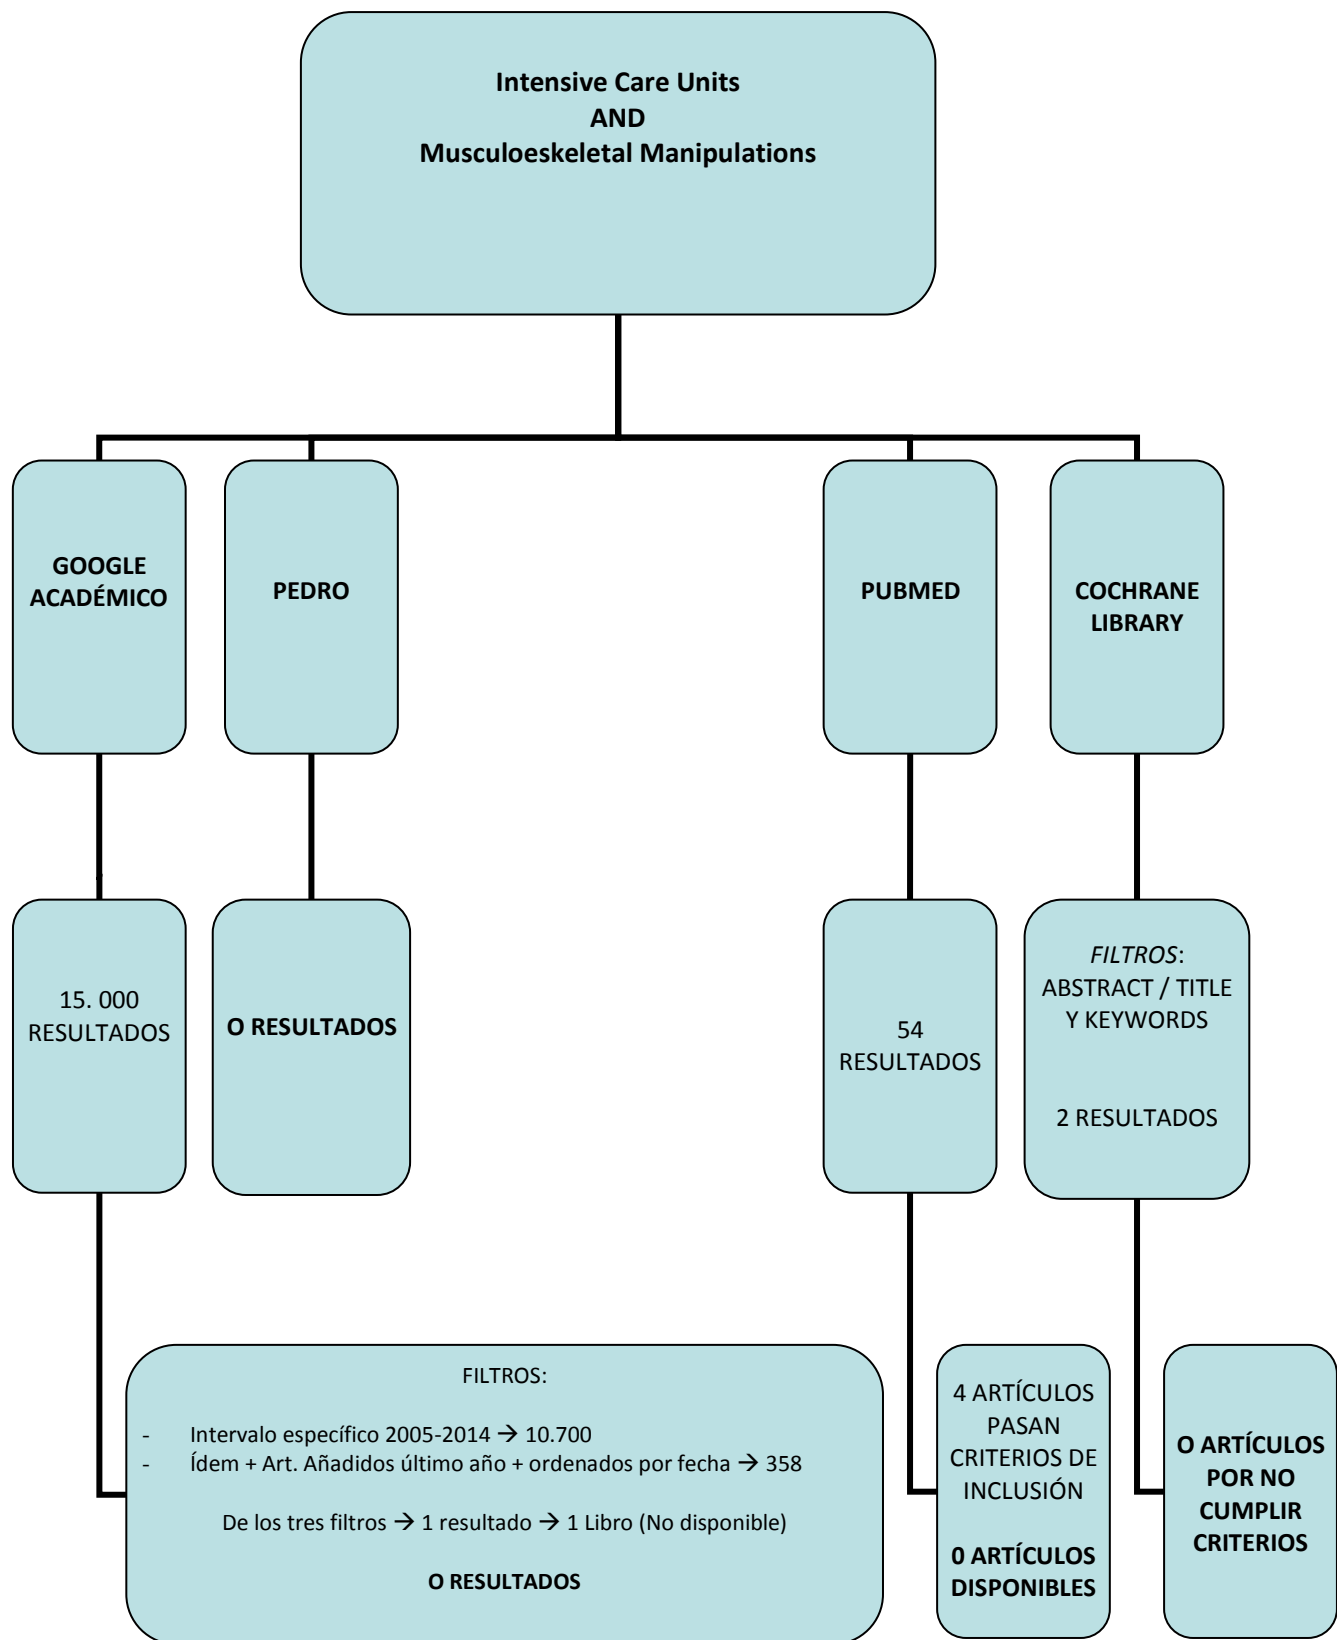 Intensive Care Units
AND
Musculoeskeletal Manipulations
GOOGLE
ACADÉMICO
PEDRO
PUBMED
COCHRANE
LIBRARY
15. 000
RESULTADOS
O RESULTADOS
54
RESULTADOS
FILTROS:
ABSTRACT / TITLE
Y KEYWORDS
2 RESULTADOS
FILTROS:
- Intervalo específico 2005-2014 → 10.700
- Ídem + Art. Añadidos último año + ordenados por fecha → 358
De los tres filtros → 1 resultado → 1 Libro (No disponible)
O RESULTADOS
4 ARTÍCULOS
PASAN
CRITERIOS DE
INCLUSIÓN
0 ARTÍCULOS
DISPONIBLES
O ARTÍCULOS
POR NO
CUMPLIR
CRITERIOS